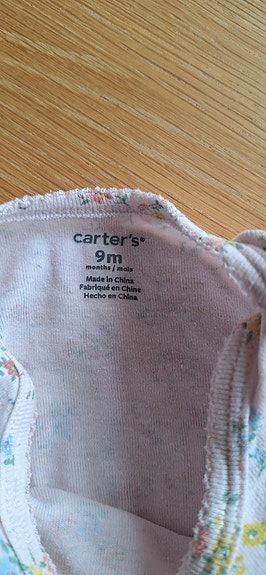 carter's®
9m
months / mois
Made in China
Fabriqué en Chine
Hecho en China